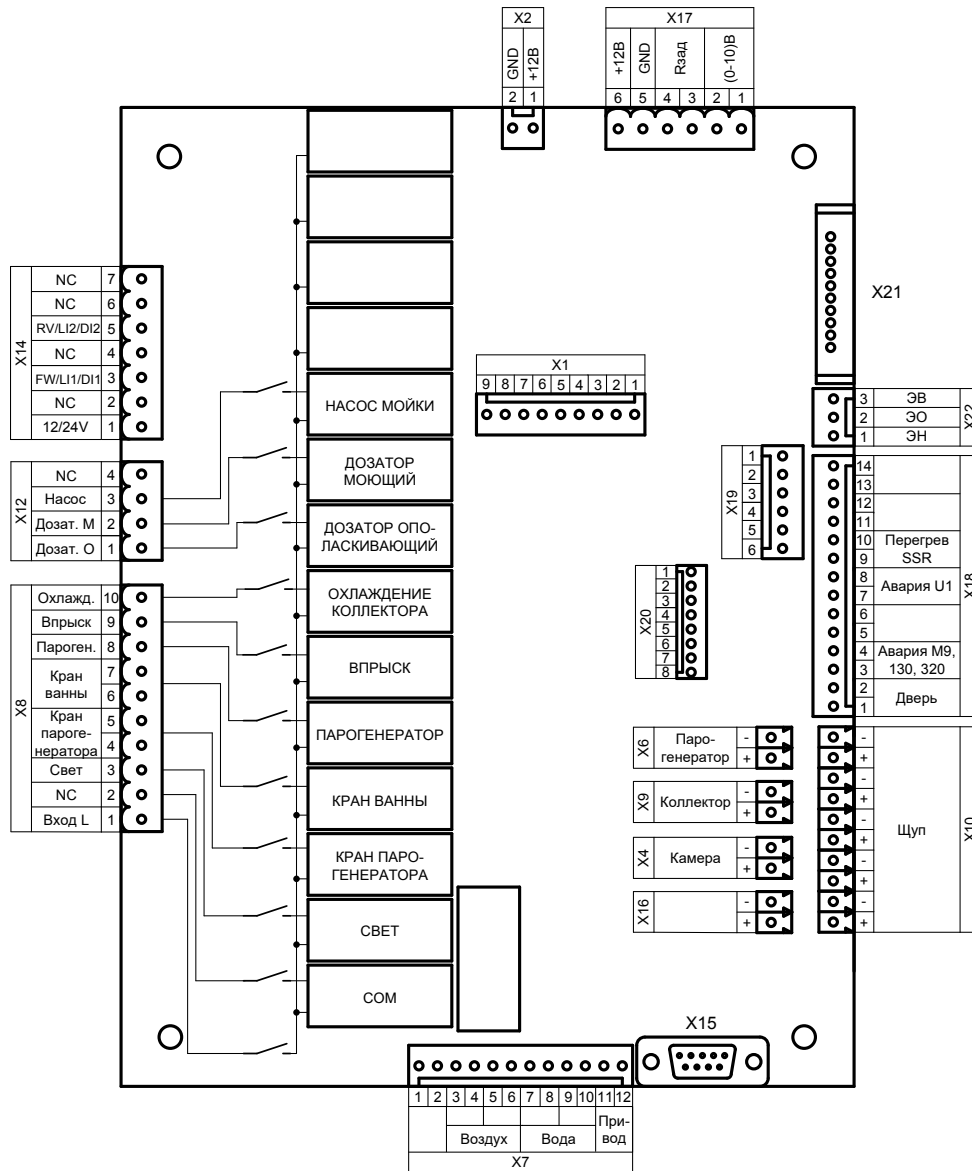 X2
GND
+12В
2 1
X17
+12В
GND
Rзад
(0-10)В
6 5 4 3 2 1
X21
X14
NC 7
NC 6
RV/LI2/DI2 5
NC 4
FW/LI1/DI1 3
NC 2
12/24V 1
X12
NC 4
Насос 3
Дозат. М 2
Дозат. О 1
X8
Охлажд. 10
Впрыск 9
Пароген. 8
Кран
ванны
7
6
Кран
пароге-
нератора
5
4
Свет 3
NC 2
Вход L 1
НАСОС МОЙКИ
ДОЗАТОР
МОЮЩИЙ
ДОЗАТОР ОПО-
ЛАСКИВАЮЩИЙ
ОХЛАЖДЕНИЕ
КОЛЛЕКТОРА
ВПРЫСК
ПАРОГЕНЕРАТОР
КРАН ВАННЫ
КРАН ПАРО-
ГЕНЕРАТОРА
СВЕТ
COM
X1
9 8 7 6 5 4 3 2 1
X22
3 ЭВ
2 ЭО
1 ЭН
X19
1
2
3
4
5
6
X20
1
2
3
4
5
6
7
8
X18
14
13
12
11
10
9
Перегрев
SSR
8
7
Авария U1
6
5
4
3
Авария М9,
130, 320
2
1
Дверь
X6
Паро-
генератор
-
+
X9
Коллектор
-
+
X4
Камера
-
+
X16
-
+
X10
Щуп
-
+
-
+
-
+
-
+
-
+
X15
1 2 3 4 5 6 7 8 9 10 11 12
Воздух
Вода
При-
вод
X7